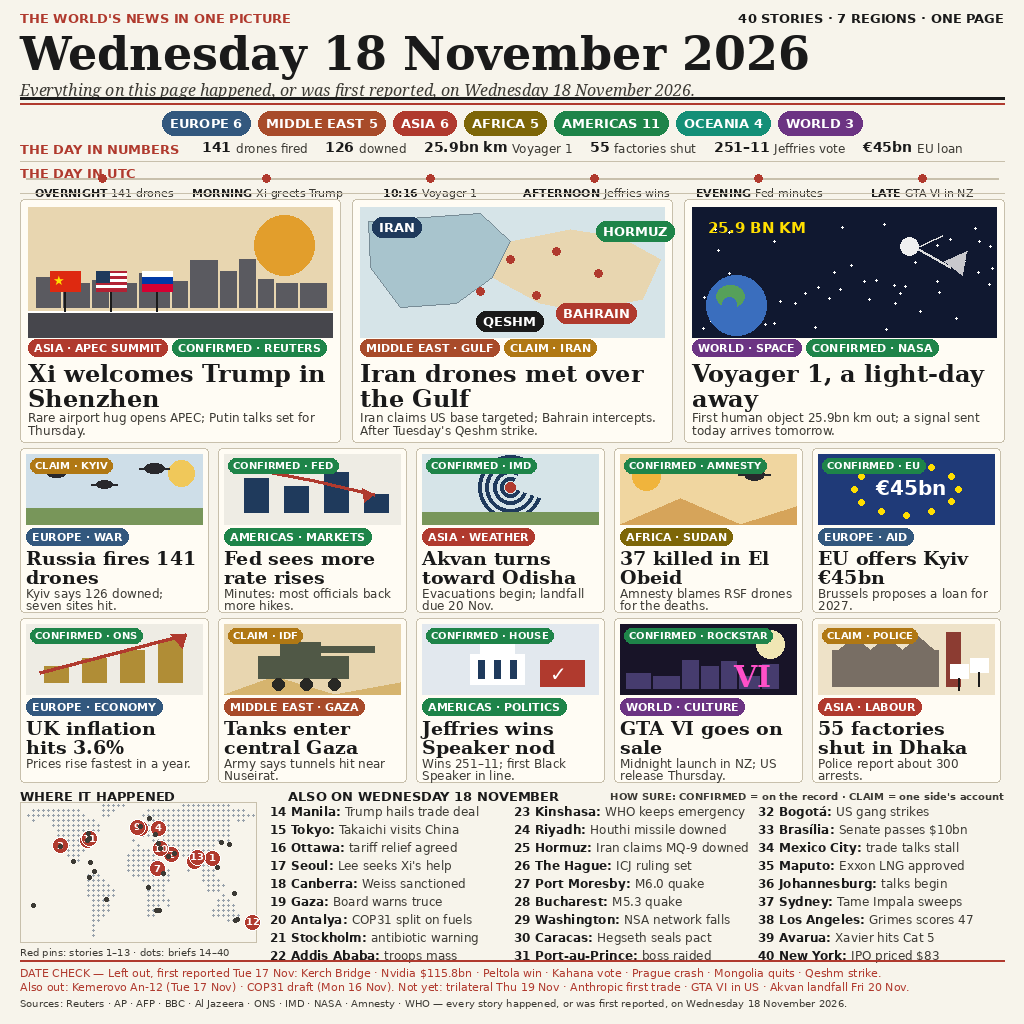 THE WORLD'S NEWS IN ONE PICTURE
40 STORIES · 7 REGIONS · ONE PAGE
Wednesday 18 November 2026
Everything on this page happened, or was first reported, on Wednesday 18 November 2026.
EUROPE 6 MIDDLE EAST 5 ASIA 6 AFRICA 5 AMERICAS 11 OCEANIA 4 WORLD 3
THE DAY IN NUMBERS 141 drones fired 126 downed 25.9bn km Voyager 1 55 factories shut 251–11 Jeffries vote €45bn EU loan
THE DAY IN UTC
OVERNIGHT 141 drones MORNING Xi greets Trump 10:16 Voyager 1 AFTERNOON Jeffries wins EVENING Fed minutes LATE GTA VI in NZ
ASIA · APEC SUMMIT CONFIRMED · REUTERS
Xi welcomes Trump in
Shenzhen
Rare airport hug opens APEC; Putin talks set for
Thursday.
IRAN
HORMUZ
QESHM
BAHRAIN
MIDDLE EAST · GULF CLAIM · IRAN
Iran drones met over
the Gulf
Iran claims US base targeted; Bahrain intercepts.
After Tuesday's Qeshm strike.
25.9 BN KM
WORLD · SPACE CONFIRMED · NASA
Voyager 1, a light-day
away
First human object 25.9bn km out; a signal sent
today arrives tomorrow.
CLAIM · KYIV
EUROPE · WAR
Russia fires 141
drones
Kyiv says 126 downed;
seven sites hit.
CONFIRMED · FED
AMERICAS · MARKETS
Fed sees more
rate rises
Minutes: most officials back
more hikes.
CONFIRMED · IMD
ASIA · WEATHER
Akvan turns
toward Odisha
Evacuations begin; landfall
due 20 Nov.
CONFIRMED · AMNESTY
AFRICA · SUDAN
37 killed in El
Obeid
Amnesty blames RSF drones
for the deaths.
CONFIRMED · EU
€45bn
EUROPE · AID
EU offers Kyiv
€45bn
Brussels proposes a loan for
2027.
CONFIRMED · ONS
EUROPE · ECONOMY
UK inflation
hits 3.6%
Prices rise fastest in a year.
CLAIM · IDF
MIDDLE EAST · GAZA
Tanks enter
central Gaza
Army says tunnels hit near
Nuseirat.
CONFIRMED · HOUSE
✓
AMERICAS · POLITICS
Jeffries wins
Speaker nod
Wins 251–11; first Black
Speaker in line.
CONFIRMED · ROCKSTAR
VI
WORLD · CULTURE
GTA VI goes on
sale
Midnight launch in NZ; US
release Thursday.
CLAIM · POLICE
ASIA · LABOUR
55 factories
shut in Dhaka
Police report about 300
arrests.
WHERE IT HAPPENED
4
7
13
1
12
Red pins: stories 1–13 · dots: briefs 14–40
ALSO ON WEDNESDAY 18 NOVEMBER
HOW SURE: CONFIRMED = on the record · CLAIM = one side's account
14 Manila: Trump hails trade deal
15 Tokyo: Takaichi visits China
16 Ottawa: tariff relief agreed
17 Seoul: Lee seeks Xi's help
18 Canberra: Weiss sanctioned
19 Gaza: Board warns truce
20 Antalya: COP31 split on fuels
21 Stockholm: antibiotic warning
22 Addis Ababa: troops mass
23 Kinshasa: WHO keeps emergency
24 Riyadh: Houthi missile downed
25 Hormuz: Iran claims MQ-9 downed
26 The Hague: ICJ ruling set
27 Port Moresby: M6.0 quake
28 Bucharest: M5.3 quake
29 Washington: NSA network falls
30 Caracas: Hegseth seals pact
31 Port-au-Prince: boss raided
32 Bogotá: US gang strikes
33 Brasília: Senate passes $10bn
34 Mexico City: trade talks stall
35 Maputo: Exxon LNG approved
36 Johannesburg: talks begin
37 Sydney: Tame Impala sweeps
38 Los Angeles: Grimes scores 47
39 Avarua: Xavier hits Cat 5
40 New York: IPO priced $83
DATE CHECK — Left out, first reported Tue 17 Nov: Kerch Bridge · Nvidia $115.8bn · Peltola win · Kahana vote · Prague crash · Mongolia quits · Qeshm strike.
Also out: Kemerovo An-12 (Tue 17 Nov) · COP31 draft (Mon 16 Nov). Not yet: trilateral Thu 19 Nov · Anthropic first trade · GTA VI in US · Akvan landfall Fri 20 Nov.
Sources: Reuters · AP · AFP · BBC · Al Jazeera · ONS · IMD · NASA · Amnesty · WHO — every story happened, or was first reported, on Wednesday 18 November 2026.